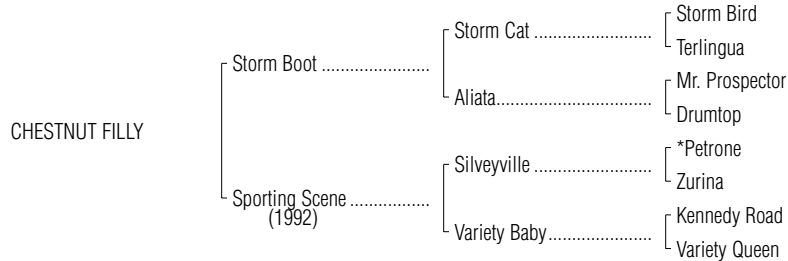 Storm Bird
Storm Cat ..........................
Terlingua
Storm Boot ........................
Mr. Prospector
Aliata..................................
Drumtop
CHESTNUT FILLY
*Petrone
Silveyville ..........................
Zurina
Sporting Scene .................
(1992)
Kennedy Road
Variety Baby.......................
Variety Queen